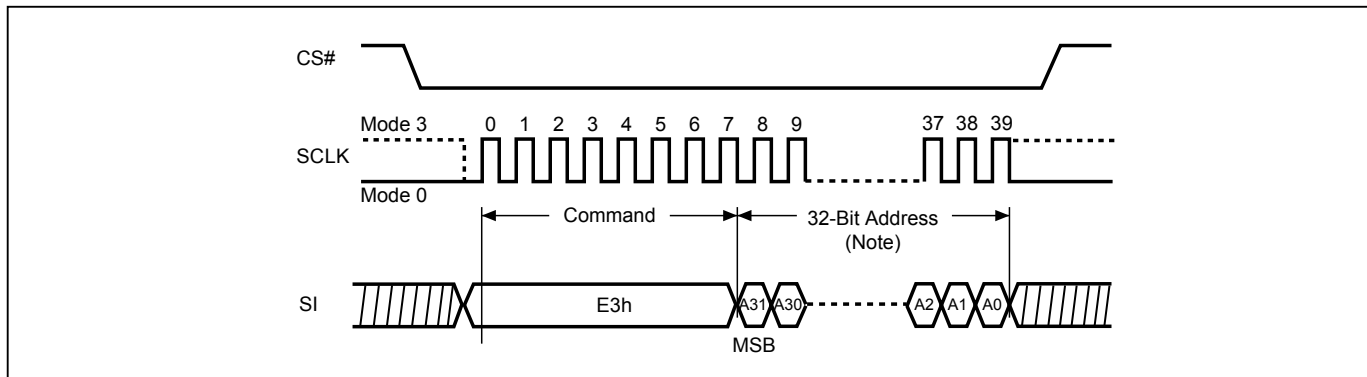 CS#
Mode 3
0 1 2 3 4 5 6 7 8 9 37 38 39
SCLK
Mode 0
Command
32-Bit Address
(Note)
SI
E3h
A31 A30 A2 A1 A0
MSB